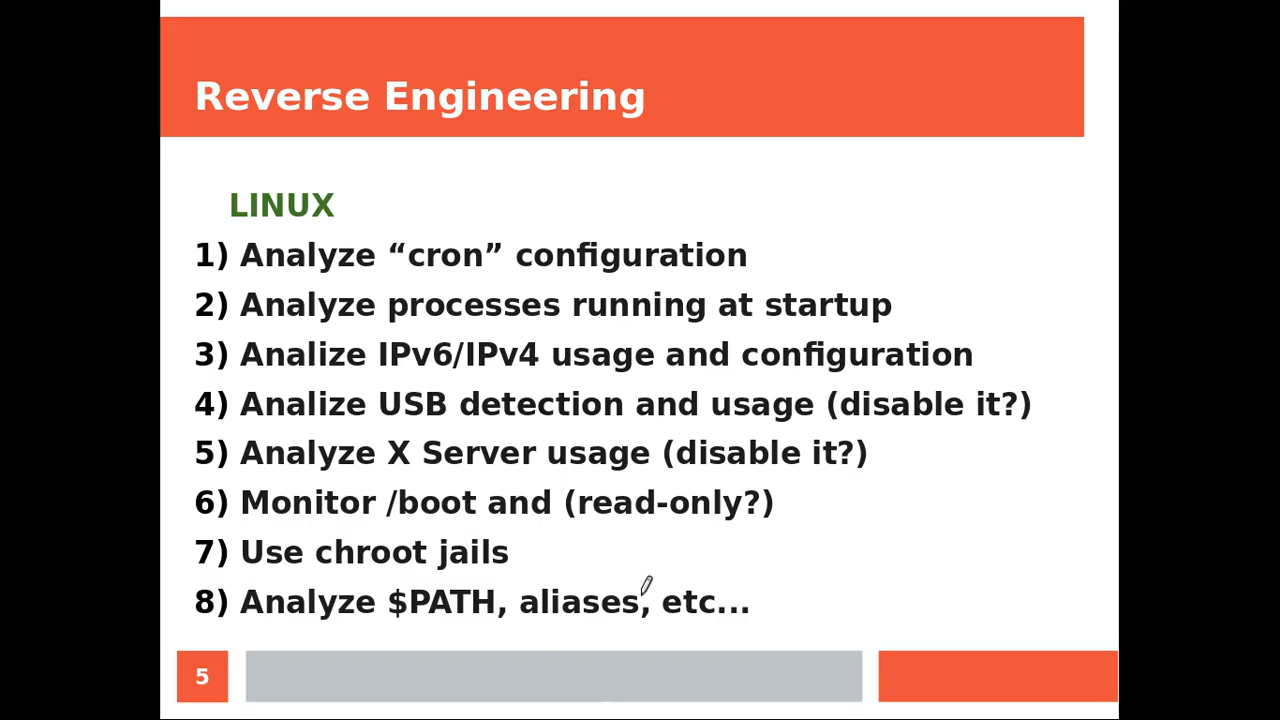 Reverse Engineering
LINUX
1) Analyze “cron” configuration
2) Analyze processes running at startup
3) Analize IPv6/IPv4 usage and configuration
4) Analize USB detection and usage (disable it?)
5) Analyze X Server usage (disable it?)
6) Monitor /boot and (read-only?)
7) Use chroot jails
8) Analyze $PATH, aliases, etc...
5